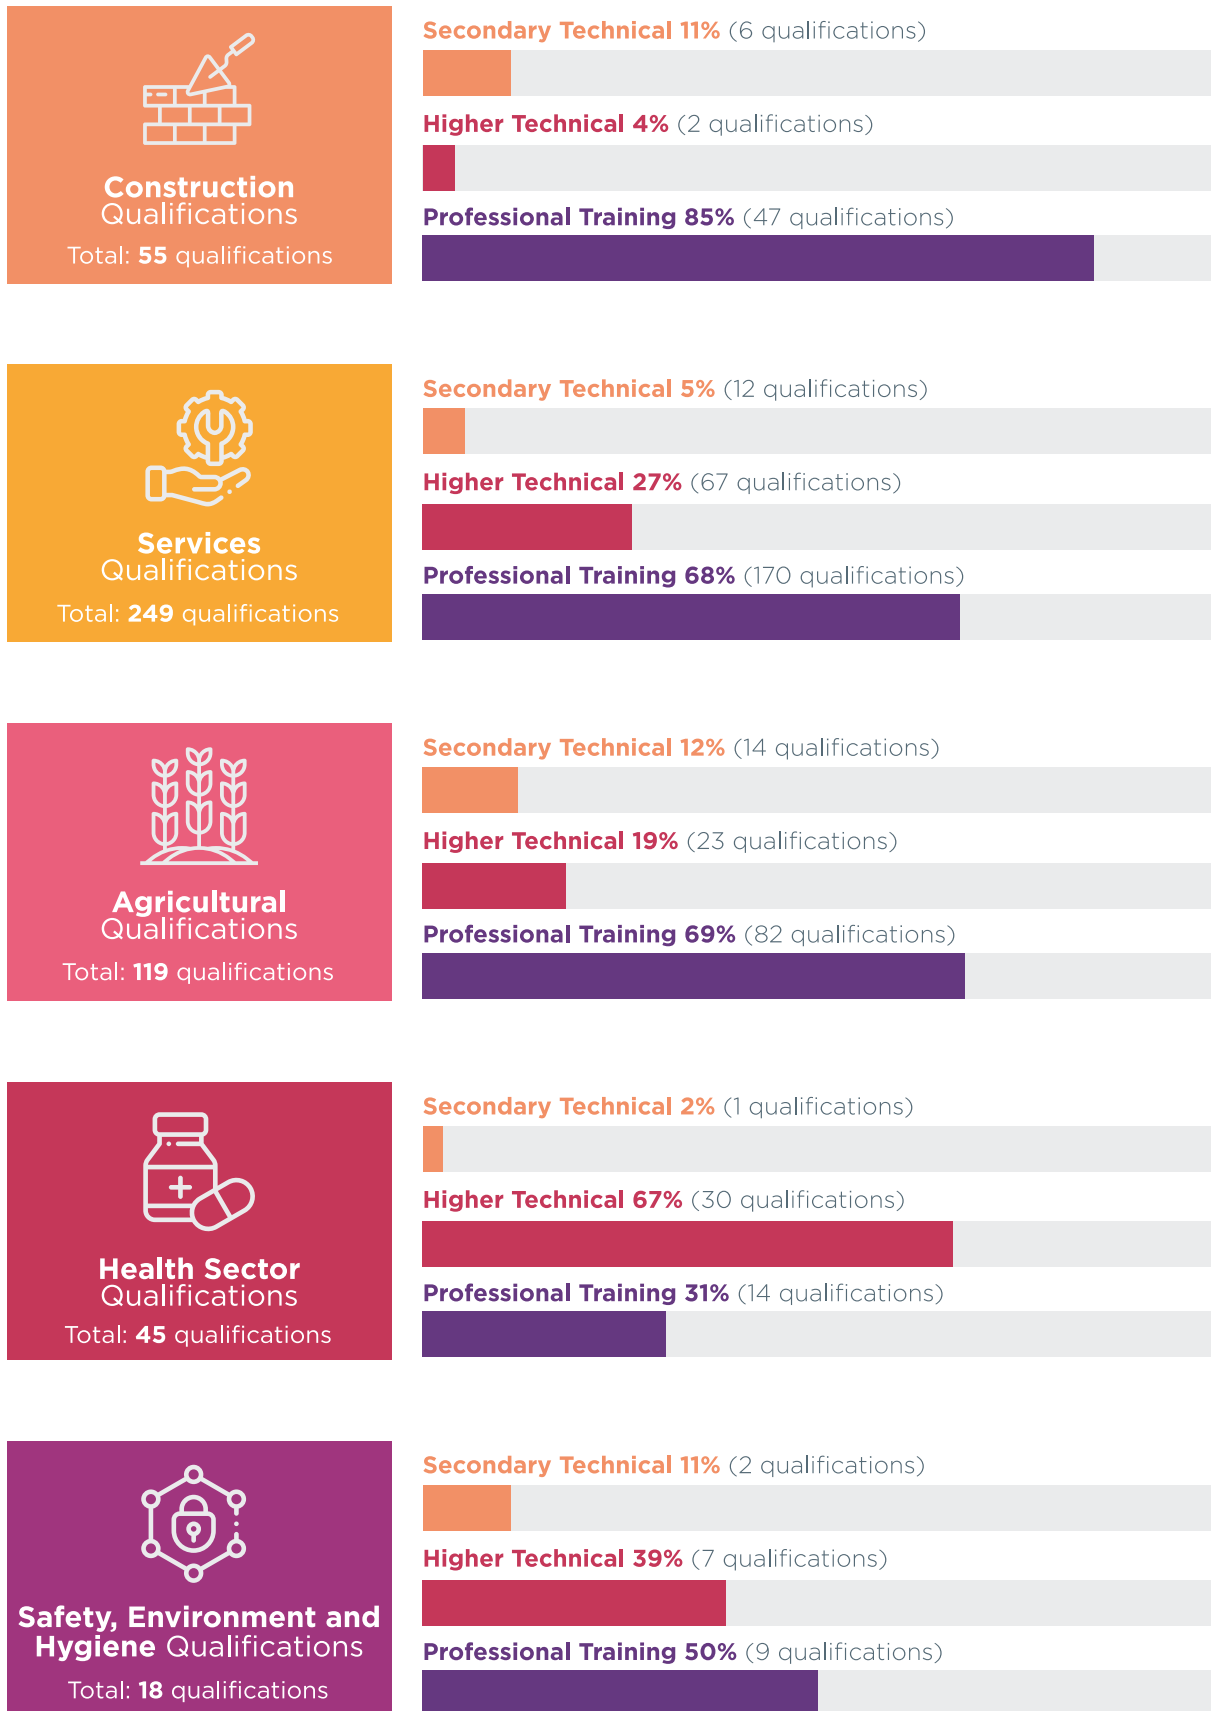 Construction
Qualifications
Total: 55 qualifications
Secondary Technical 11% (6 qualifications)
Higher Technical 4% (2 qualifications)
Professional Training 85% (47 qualifications)
Services
Qualifications
Total: 249 qualifications
Secondary Technical 5% (12 qualifications)
Higher Technical 27% (67 qualifications)
Professional Training 68% (170 qualifications)
Agricultural
Qualifications
Total: 119 qualifications
Secondary Technical 12% (14 qualifications)
Higher Technical 19% (23 qualifications)
Professional Training 69% (82 qualifications)
Health Sector
Qualifications
Total: 45 qualifications
Secondary Technical 2% (1 qualifications)
Higher Technical 67% (30 qualifications)
Professional Training 31% (14 qualifications)
Safety, Environment and
Hygiene Qualifications
Total: 18 qualifications
Secondary Technical 11% (2 qualifications)
Higher Technical 39% (7 qualifications)
Professional Training 50% (9 qualifications)